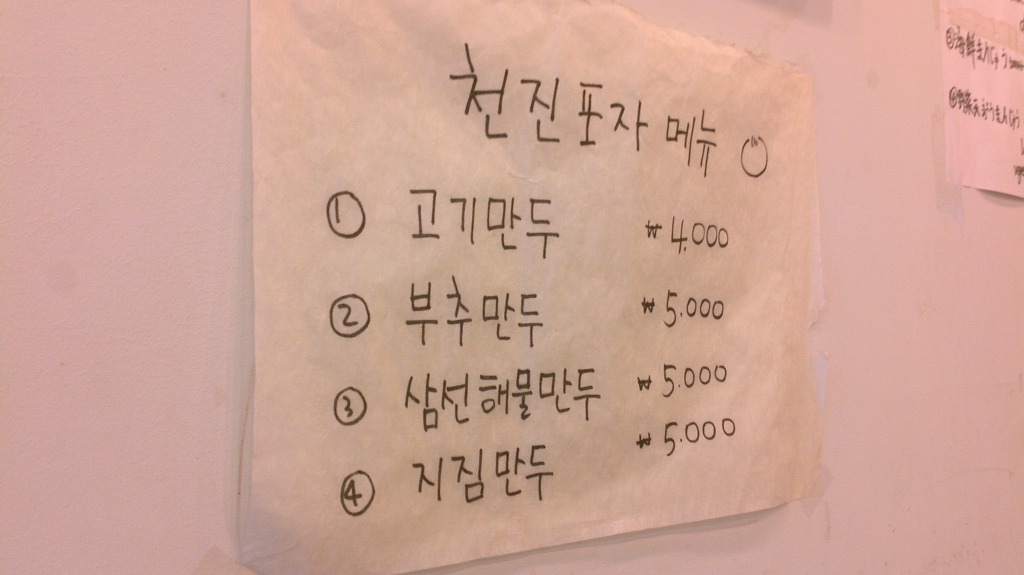 천진포자 메뉴
① 고기만두 ₩4,000
② 부추만두 ₩5.000
③ 삼선해물만두 ₩5.000
④ 지짐만두 ₩5.000